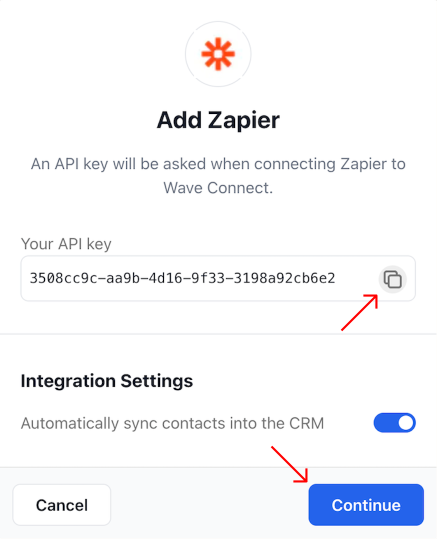 Add Zapier
An API key will be asked when connecting Zapier to
Wave Connect.
Your API key
3508cc9c-aa9b-4d16-9f33-3198a92cb6e2
Integration Settings
Automatically sync contacts into the CRM
Cancel
Continue